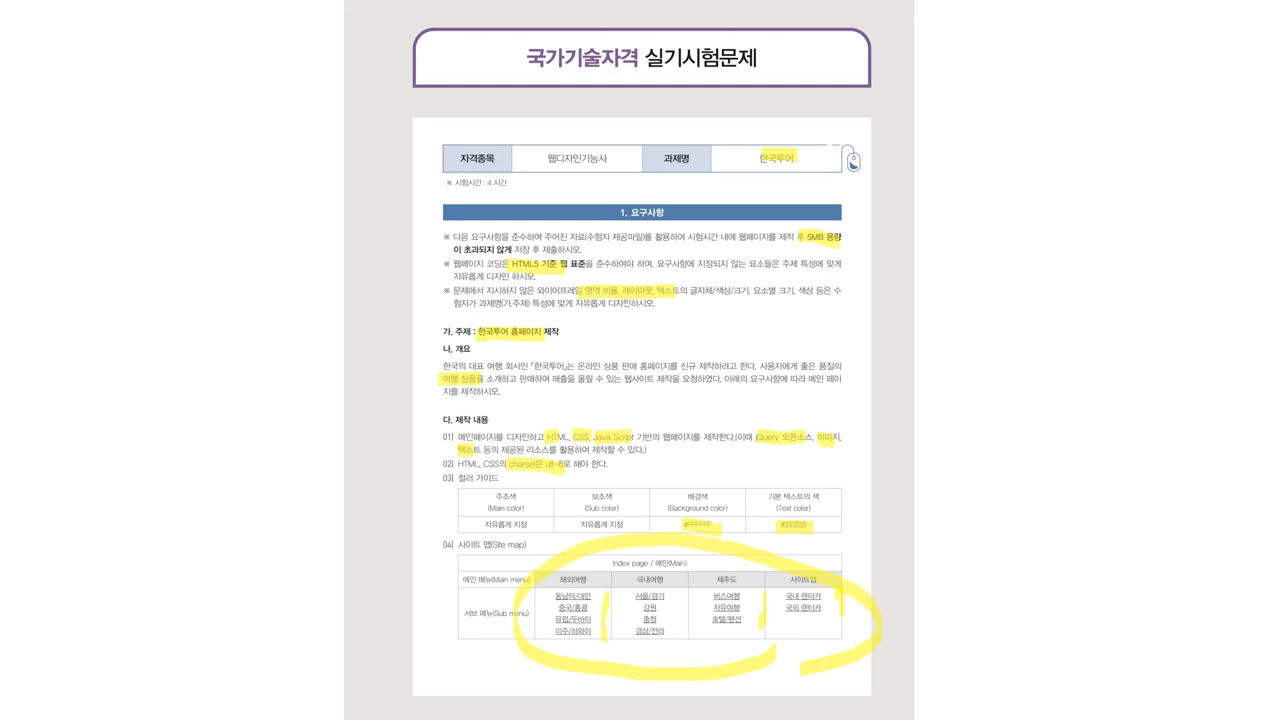 국가기술자격 실기시험문제
자격종목 웹디자인기능사 과제명 한국투어
※ 시험시간 : 4 시간
1. 요구사항
※ 다음 요구사항을 준수하여 주어진 자료(수험자 제공파일)를 활용하여 시험시간 내에 웹페이지를 제작 후 5MB 용량
이 초과되지 않게 저장 후 제출하시오.
※ 웹페이지 코딩은 HTML5 기준 웹 표준을 준수하여야 하며, 요구사항에 지정되지 않는 요소들은 주제 특성에 맞게
자유롭게 디자인 하시오.
※ 문제에서 지시하지 않은 와이어프레임 영역 비율, 레이아웃, 텍스트의 글자체/색상/크기, 요소별 크기, 색상 등은 수
험자가 과제명(가.주제) 특성에 맞게 자유롭게 디자인하시오.
가. 주제 : 한국투어 홈페이지 제작
나. 개요
한국의 대표 여행 회사인 「한국투어」는 온라인 상품 판매 홈페이지를 신규 제작하려고 한다. 사용자에게 좋은 품질의
여행 상품을 소개하고 판매하여 매출을 올릴 수 있는 웹사이트 제작을 요청하였다. 아래의 요구사항에 따라 메인 페이
지를 제작하시오.
다. 제작 내용
01) 메인페이지를 디자인하고 HTML, CSS, Java Script 기반의 웹페이지를 제작한다.(이때 jQuery 오픈소스, 이미지,
텍스트 등의 제공된 리소스를 활용하여 제작할 수 있다.)
02) HTML, CSS의 charset은 utf-8로 해야 한다.
03) 컬러 가이드
주조색 보조색 배경색 기본 텍스트의 색
(Main color) (Sub color) (Background color) (Text color)
자유롭게 지정 자유롭게 지정 #FFFFFF #333333
04) 사이트 맵(Site map)
Index page / 메인(Main)
메인 메뉴(Main menu) 해외여행 국내여행 제주도 사이트맵
서브 메뉴(Sub menu) 동남아/대만 서울/경기 버스여행 국내 렌터카
중국/홍콩 강원 자유여행 국외 렌터카
유럽/두바이 충청 호텔/펜션
미주/하와이 경상/전라